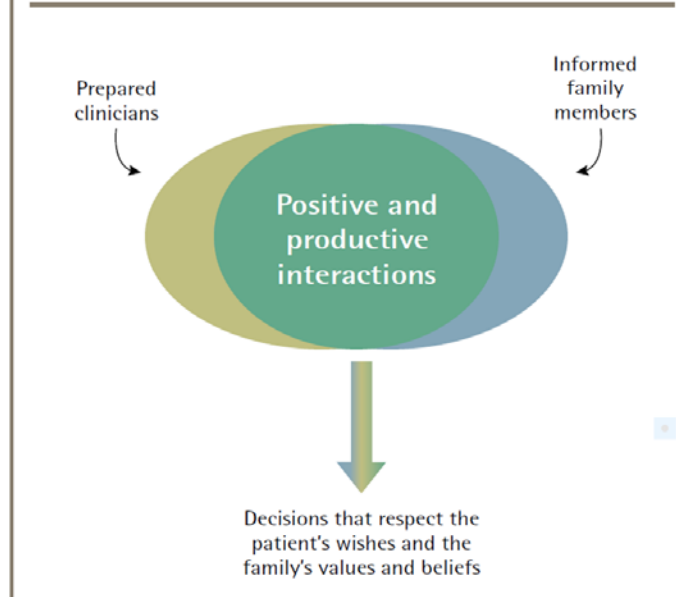 Prepared
clinicians
Informed
family
members
Positive and
productive
interactions
Decisions that respect the
patient's wishes and the
family's values and beliefs